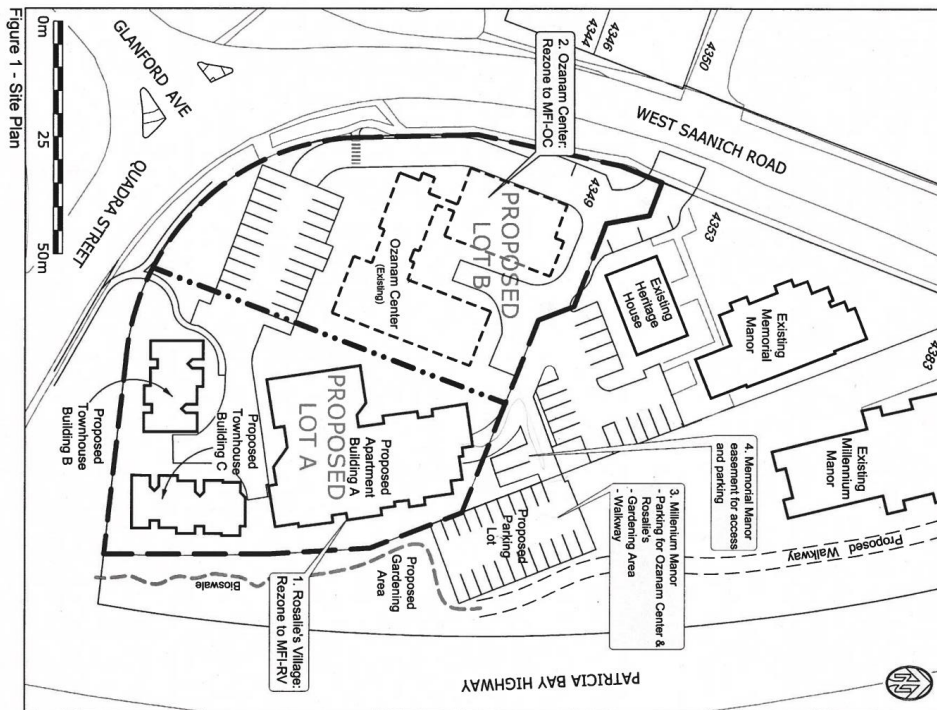 4344
4346
4350
WEST SAANICH ROAD
GLANFORD AVE
QUADRA STREET
2. Ozanam Center:
Rezone to MFI-OC
4349
4353
4383
PROPOSED
LOT B
Ozanam Center
(Existing)
Existing
Heritage
House
Existing
Memorial
Manor
Existing
Millennium
Manor
PROPOSED
LOT A
Proposed
Apartment
Building A
Proposed
Townhouse
Building C
Proposed
Townhouse
Building B
4. Memorial Manor
easement for access
and parking
3. Millenium Manor
- Parking for Ozanam Center &
Rosalie's
- Gardening Area
- Walkway
Proposed
Parking
Lot
Proposed
Walkway
Proposed
Gardening
Area
Bioswale
1. Rosalie's Village:
Rezone to MFI-RV
PATRICIA BAY HIGHWAY
0m
25
50m
Figure 1 - Site Plan